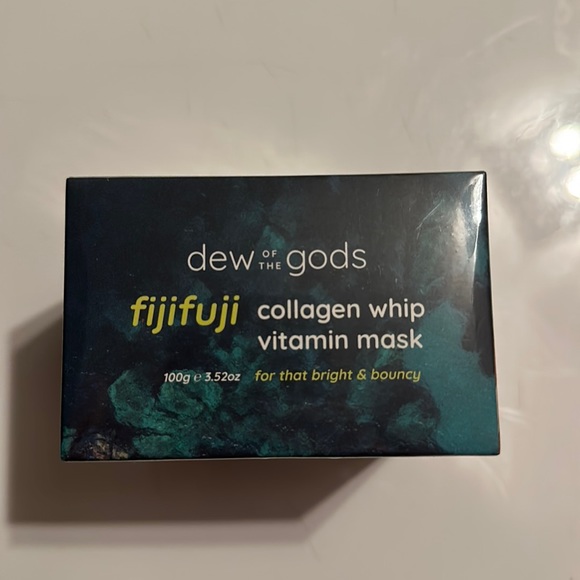 dew OF THE gods
fijifuji collagen whip
vitamin mask
100g e 3.52oz for that bright & bouncy